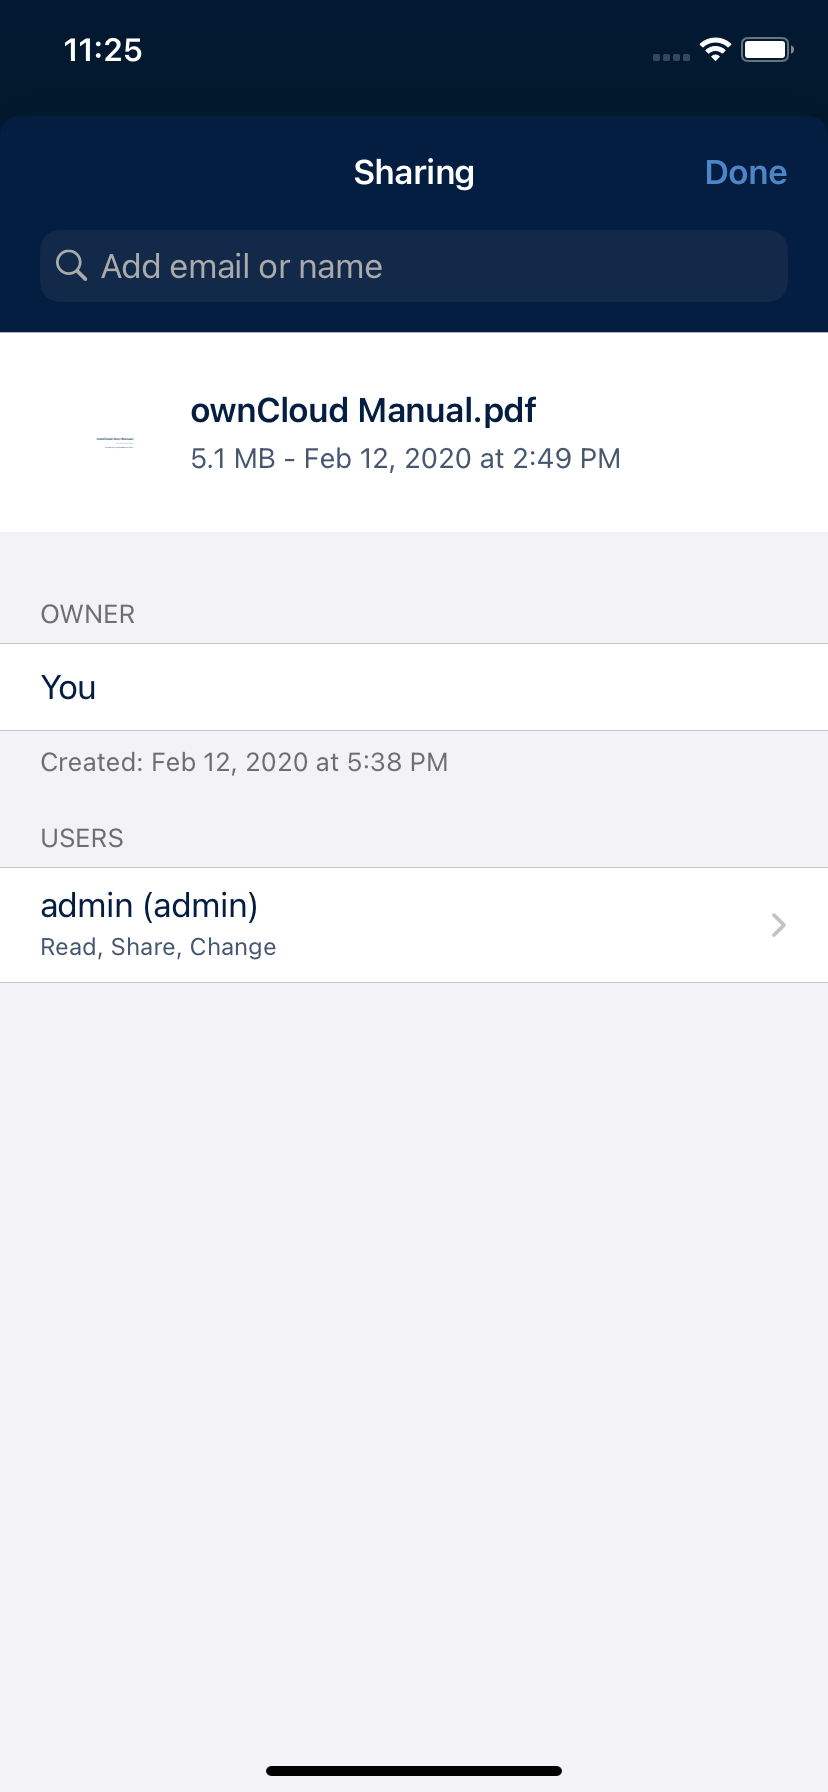 11:25
Sharing
Done
Add email or name
ownCloud Manual.pdf
5.1 MB - Feb 12, 2020 at 2:49 PM
OWNER
You
Created: Feb 12, 2020 at 5:38 PM
USERS
admin (admin)
Read, Share, Change